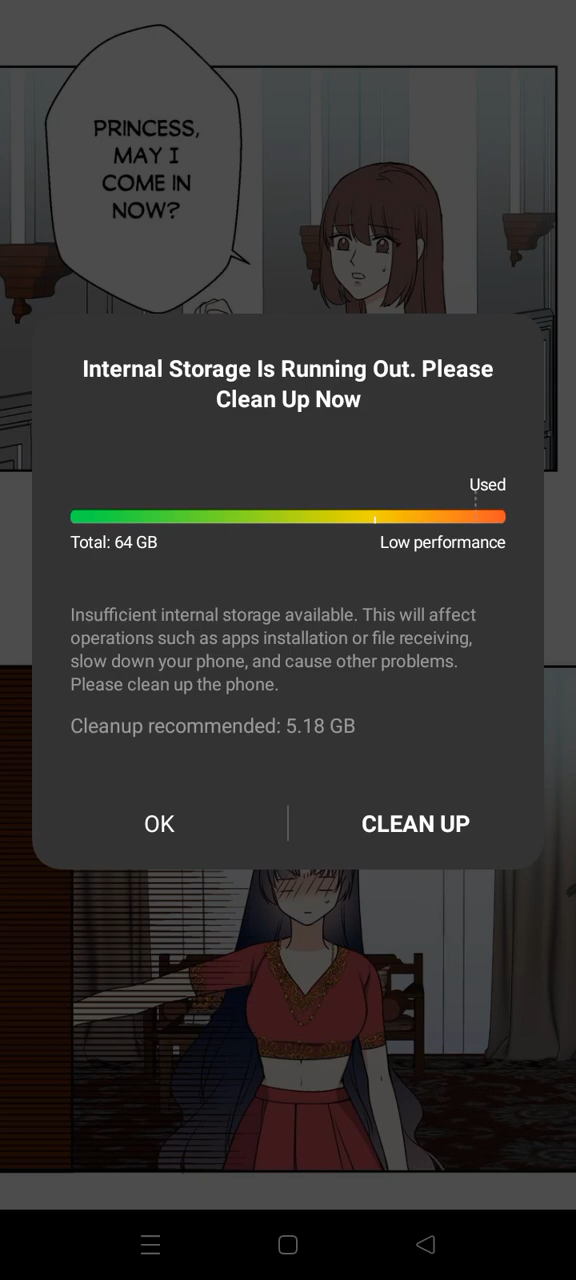 PRINCESS,
MAY I
COME IN
NOW?
Internal Storage Is Running Out. Please
Clean Up Now
Used
Total: 64 GB
Low performance
Insufficient internal storage available. This will affect
operations such as apps installation or file receiving,
slow down your phone, and cause other problems.
Please clean up the phone.
Cleanup recommended: 5.18 GB
OK
CLEAN UP